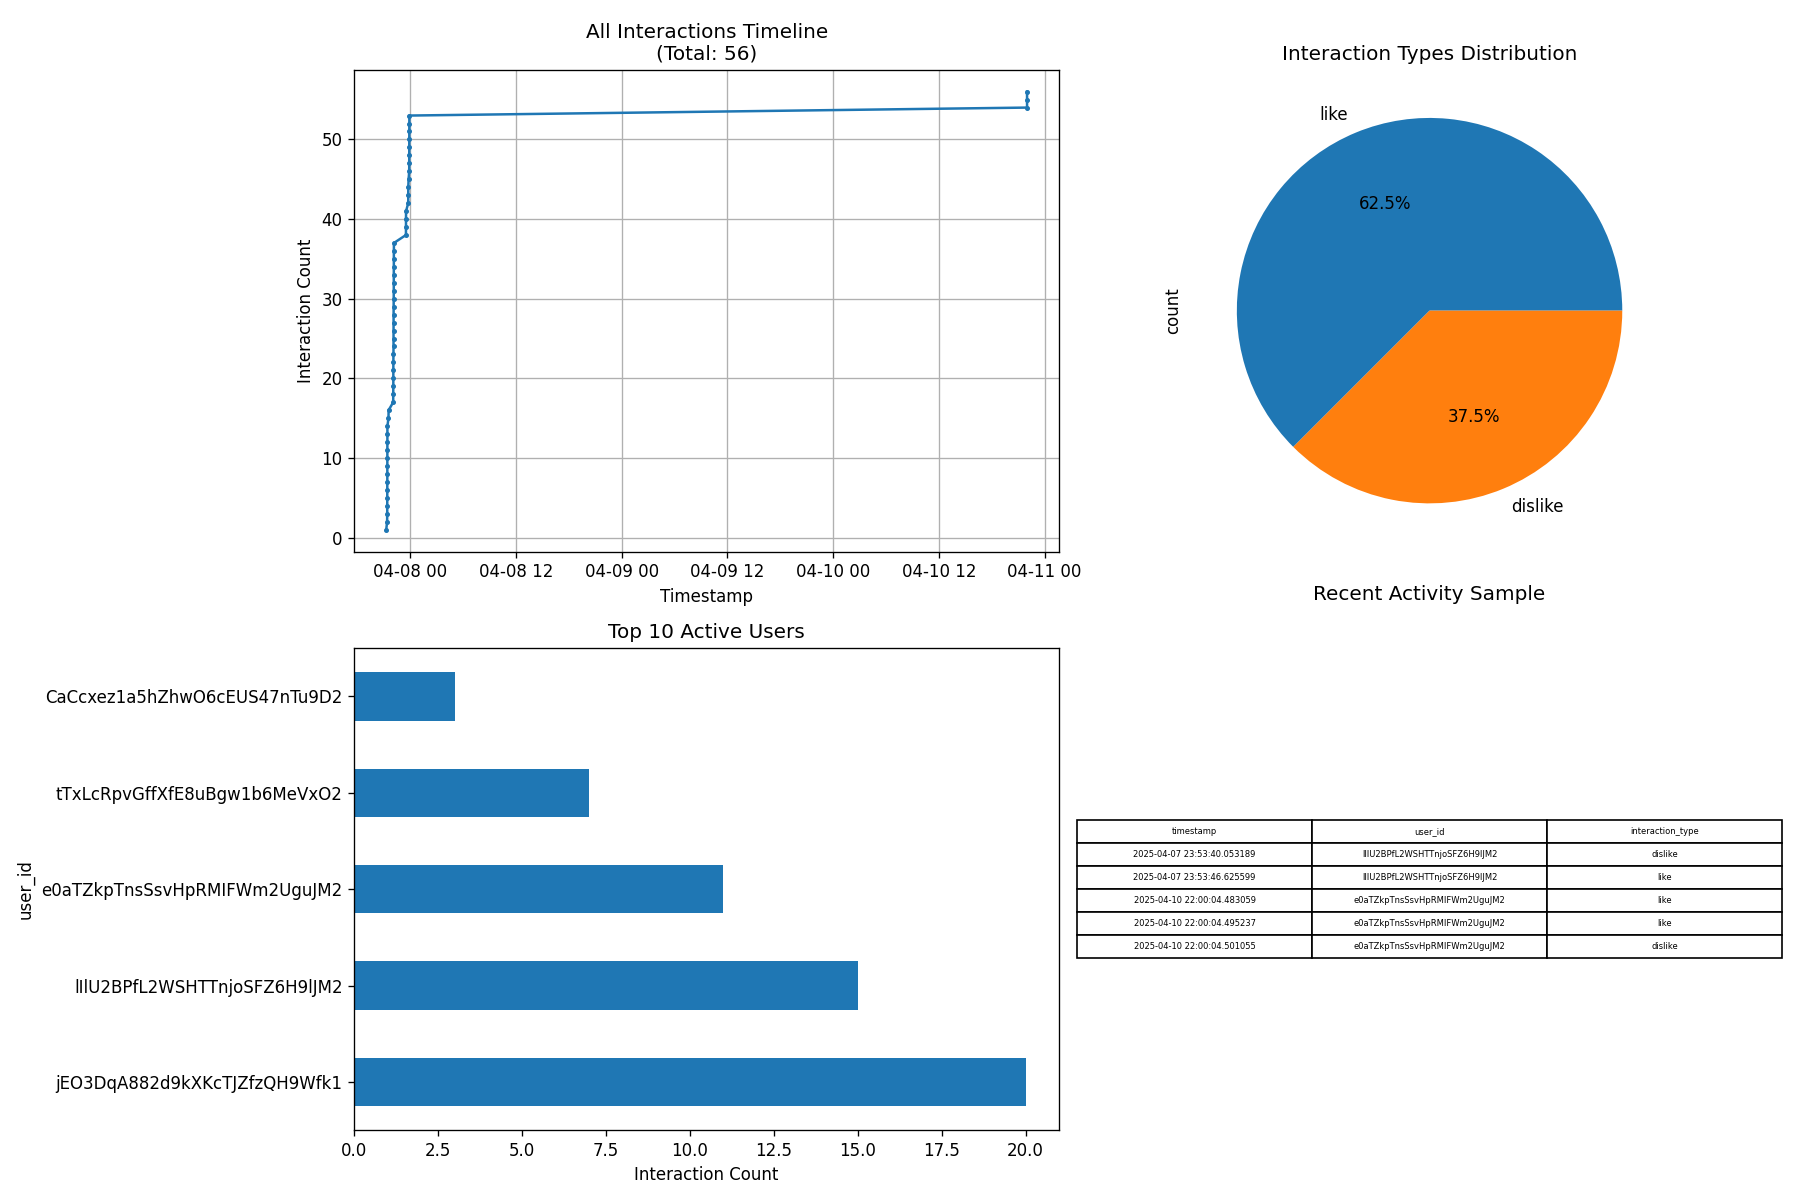 All Interactions Timeline
(Total: 56)
Interaction Count
50
40
30
20
10
0
04-08 00 04-08 12 04-09 00 04-09 12 04-10 00 04-10 12 04-11 00
Timestamp
Interaction Types Distribution
like
62.5%
count
37.5%
dislike
Top 10 Active Users
user_id
CaCcxez1a5hZhwO6cEUS47nTu9D2
tTxLcRpvGffXfE8uBgw1b6MeVxO2
e0aTZkpTnsSsvHpRMIFWm2UguJM2
lIlU2BPfL2WSHTTnjoSFZ6H9lJM2
jEO3DqA882d9kXKcTJZfzQH9Wfk1
0.0 2.5 5.0 7.5 10.0 12.5 15.0 17.5 20.0
Interaction Count
Recent Activity Sample
timestamp user_id interaction_type
2025-04-07 23:53:40.053189 lIlU2BPfL2WSHTTnjoSFZ6H9lJM2 dislike
2025-04-07 23:53:46.625599 lIlU2BPfL2WSHTTnjoSFZ6H9lJM2 like
2025-04-10 22:00:04.483059 e0aTZkpTnsSsvHpRMIFWm2UguJM2 like
2025-04-10 22:00:04.495237 e0aTZkpTnsSsvHpRMIFWm2UguJM2 like
2025-04-10 22:00:04.501055 e0aTZkpTnsSsvHpRMIFWm2UguJM2 dislike